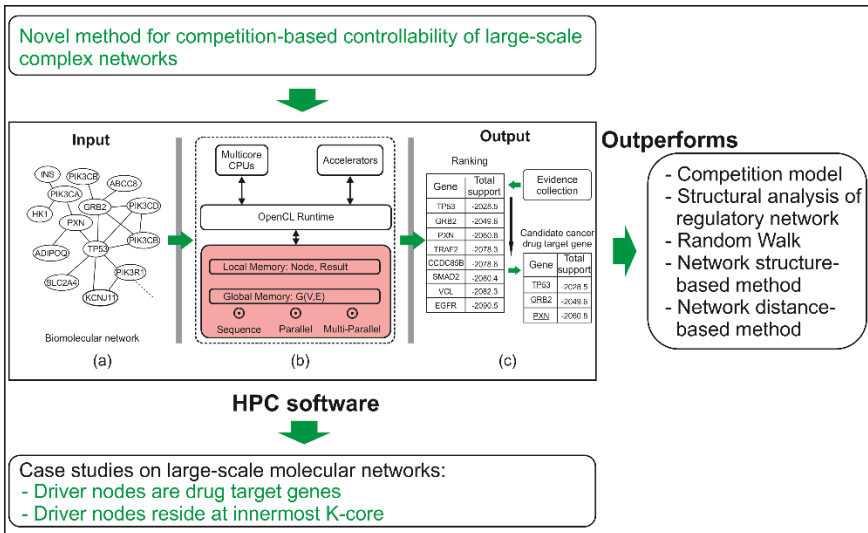 Novel method for competition-based controllability of large-scale
complex networks
Input
INS
PIK3CB
ABCC8
PIK3CA
GRB2
PIK3CD
HK1
PXN
TP53
PIK3CB
ADIPOQ
SLC2A4
PIK3R1
KCNJ11
Biomolecular network
(a)
Multicore
CPUs
Accelerators
OpenCL Runtime
Local Memory: Node, Result
Global Memory: G(V,E)
Sequence Parallel Multi-Parallel
(b)
Output
Ranking
Gene Total
support
TP53 -2028.5
GRB2 -2049.6
PXN -2060.8
TRAF2 -2078.3
CCDC85B -2078.6
SMAD2 -2080.4
VCL -2082.3
EGFR -2090.5
Evidence
collection
Candidate cancer
drug target gene
Gene Total
support
TP53 -2028.5
GRB2 -2049.6
PXN -2060.8
(c)
Outperforms
- Competition model
- Structural analysis of
regulatory network
- Random Walk
- Network structure-
based method
- Network distance-
based method
HPC software
Case studies on large-scale molecular networks:
- Driver nodes are drug target genes
- Driver nodes reside at innermost K-core